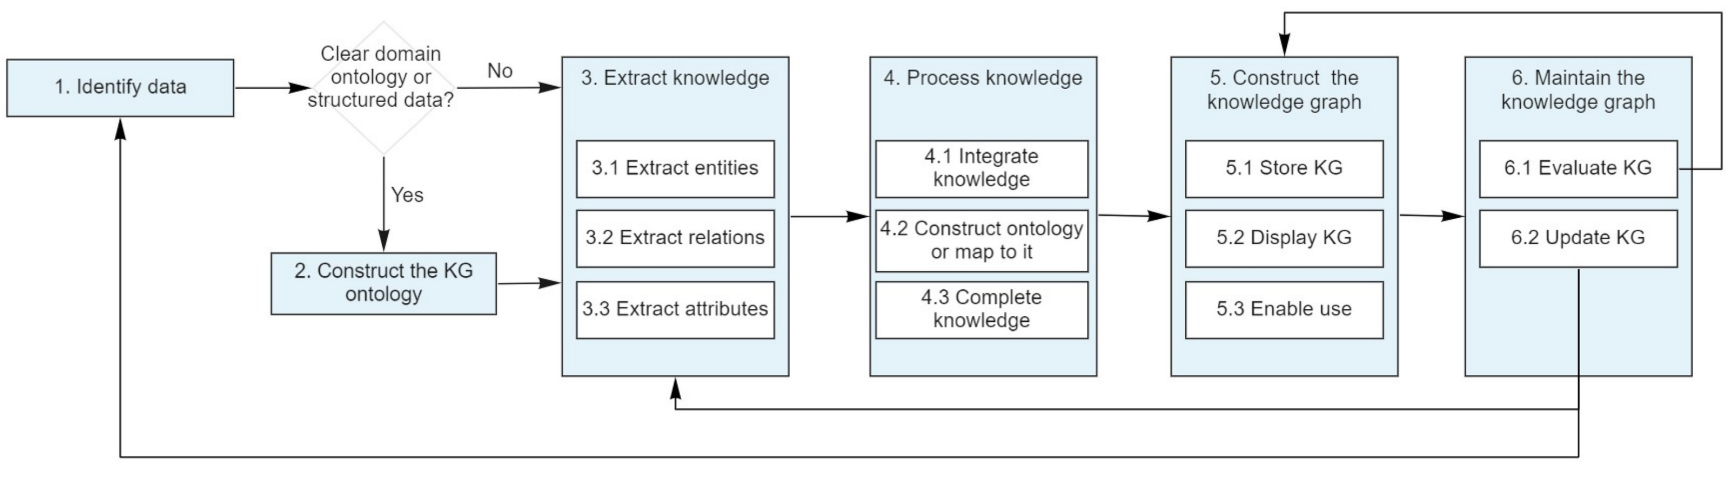 1. Identify data
Clear domain
ontology or
structured data?
No
Yes
2. Construct the KG
ontology
3. Extract knowledge
3.1 Extract entities
3.2 Extract relations
3.3 Extract attributes
4. Process knowledge
4.1 Integrate
knowledge
4.2 Construct ontology
or map to it
4.3 Complete
knowledge
5. Construct the
knowledge graph
5.1 Store KG
5.2 Display KG
5.3 Enable use
6. Maintain the
knowledge graph
6.1 Evaluate KG
6.2 Update KG